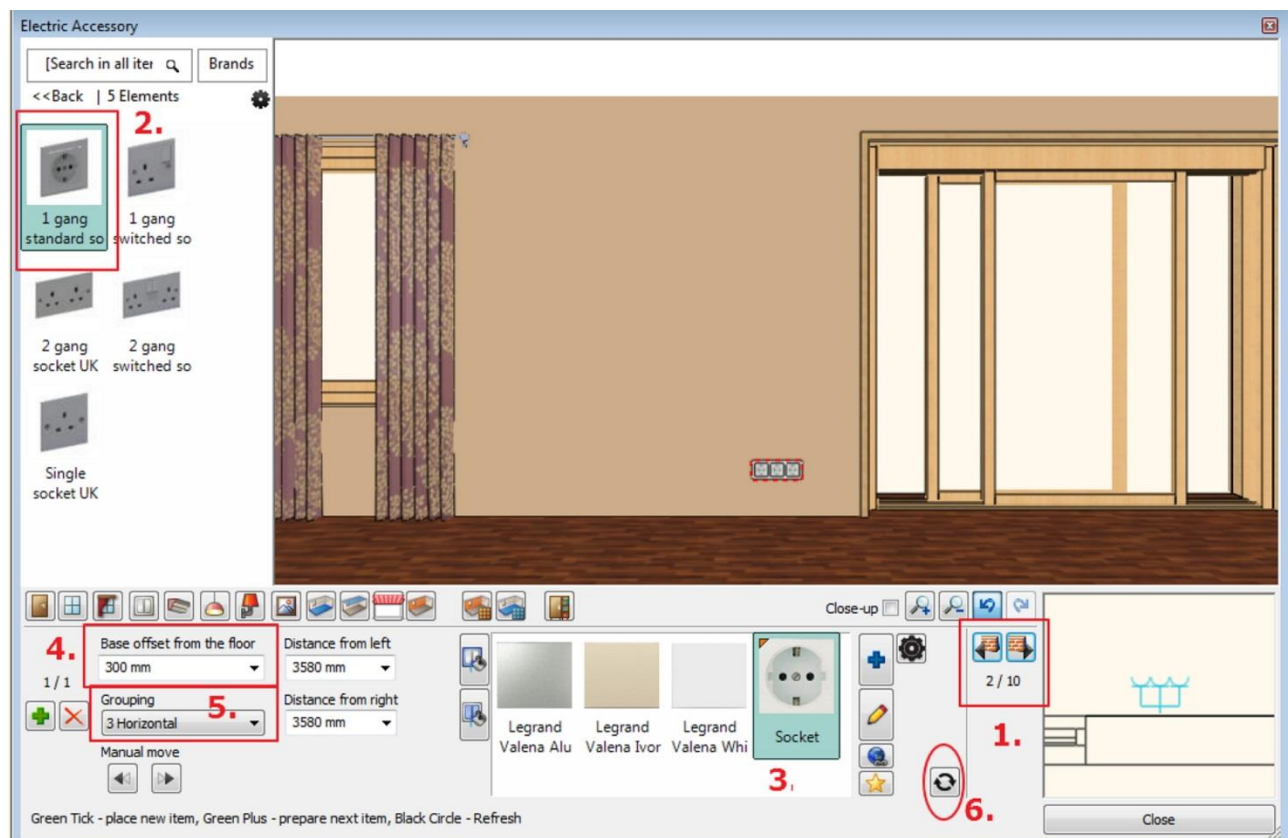 Electric Accessory
[Search in all iter
Brands
<<Back | 5 Elements
2.
1 gang
standard so
1 gang
switched so
2 gang
socket UK
2 gang
switched so
Single
socket UK
Close-up
4.
Base offset from the floor
300 mm
Distance from left
3580 mm
1 / 1
Grouping
3 Horizontal
5.
Distance from right
3580 mm
Manual move
Legrand
Valena Alu
Legrand
Valena Ivor
Legrand
Valena Whi
Socket
3.
2 / 10
1.
6.
Green Tick - place new item, Green Plus - prepare next item, Black Circle - Refresh
Close